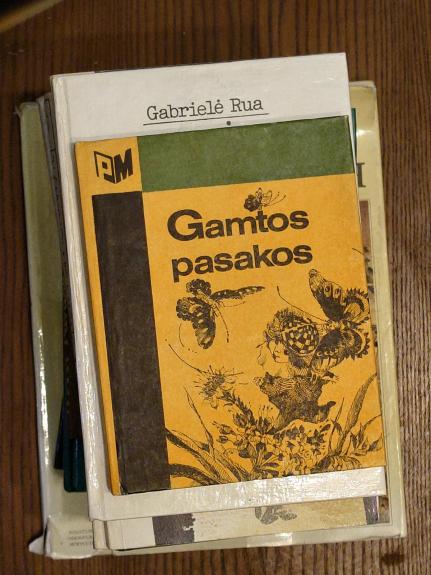 Gabrielė Rua
PM
Gamtos
pasakos
I